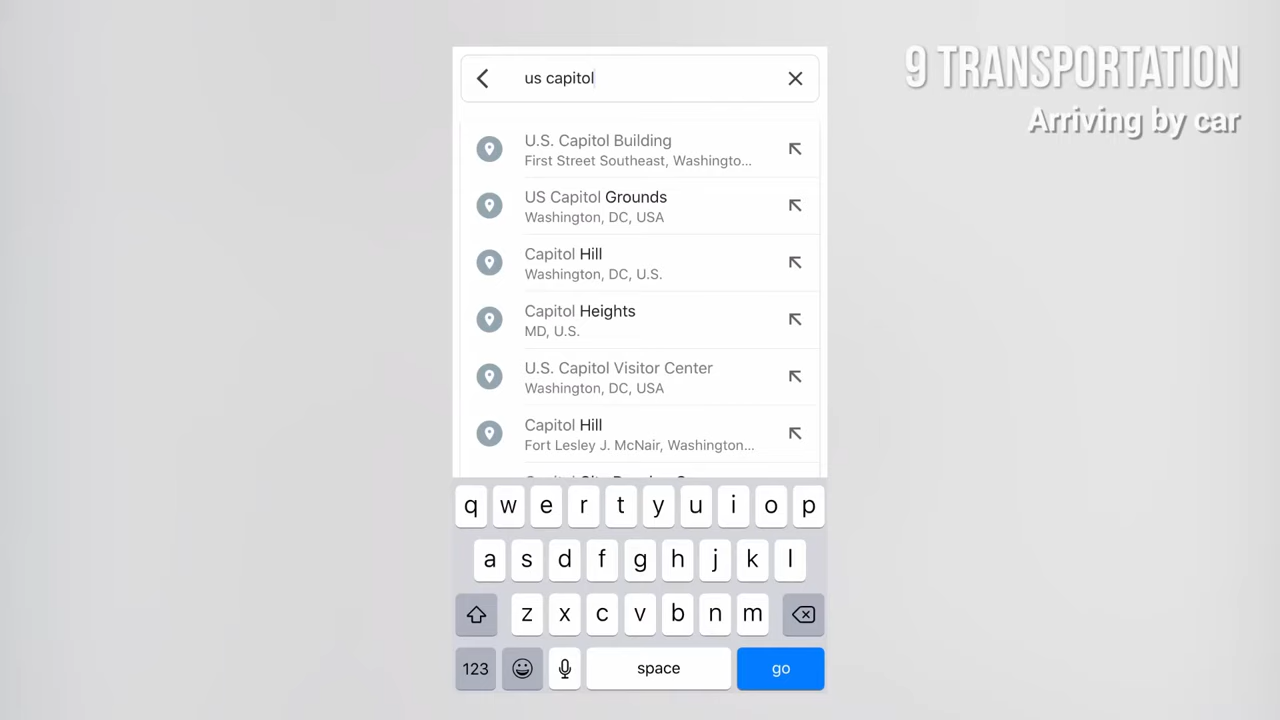 9 TRANSPORTATION
Arriving by car
us capitol
U.S. Capitol Building
First Street Southeast, Washingto...
US Capitol Grounds
Washington, DC, USA
Capitol Hill
Washington, DC, U.S.
Capitol Heights
MD, U.S.
U.S. Capitol Visitor Center
Washington, DC, USA
Capitol Hill
Fort Lesley J. McNair, Washington...
q w e r t y u i o p
a s d f g h j k l
z x c v b n m
123 space go